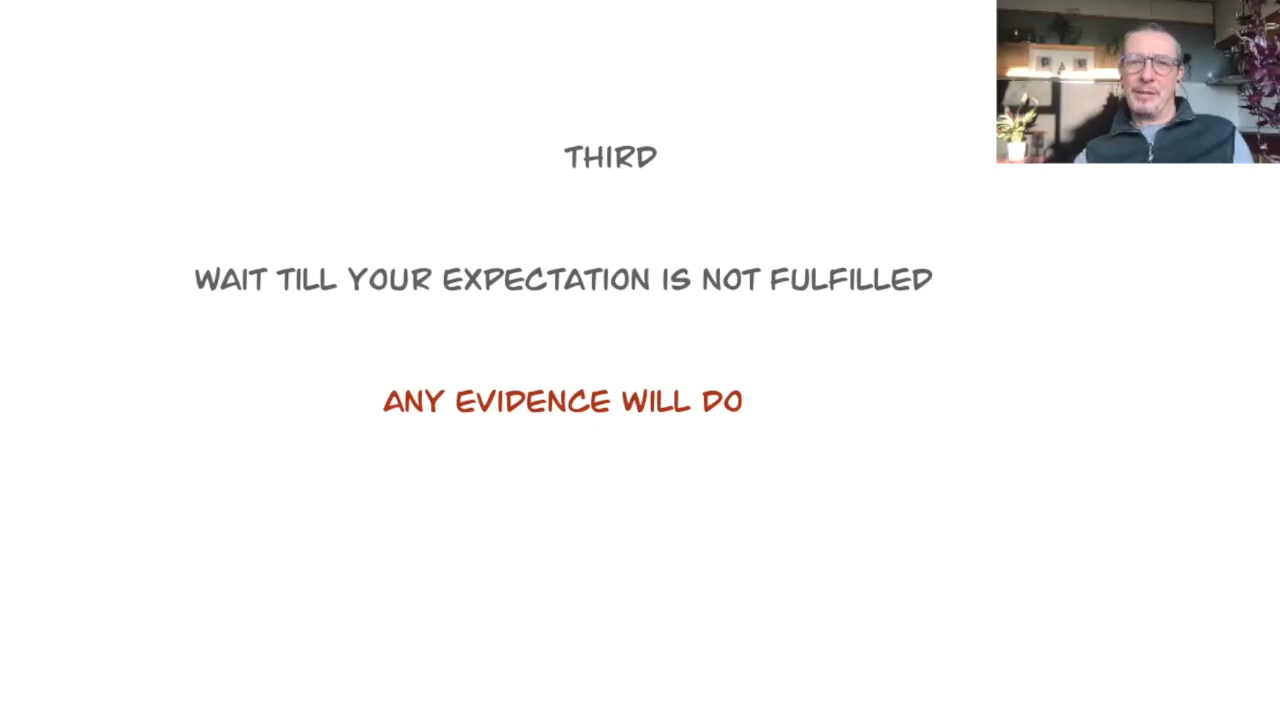 THIRD
WAIT TILL YOUR EXPECTATION IS NOT FULFILLED
ANY EVIDENCE WILL DO